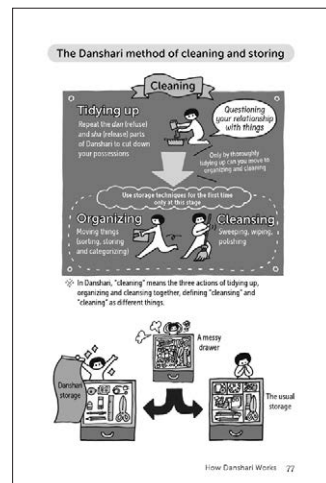 The Danshari method of cleaning and storing
Cleaning
Tidying up
Repeat the dan (refuse)
and sha (release) parts
of Danshari to cut down
your possessions
Questioning
your relationship
with things
Only by thoroughly
tidying up can you move to
organizing and cleaning
Use storage techniques for the first time
only at this stage
Organizing
Moving things
(sorting, storing
and categorizing)
Cleansing
Sweeping, wiping,
polishing
※ In Danshari, "cleaning" means the three actions of tidying up,
organizing and cleansing together, defining "cleansing" and
"cleaning" as different things.
A messy
drawer
Danshari
storage
The usual
storage
How Danshari Works 77